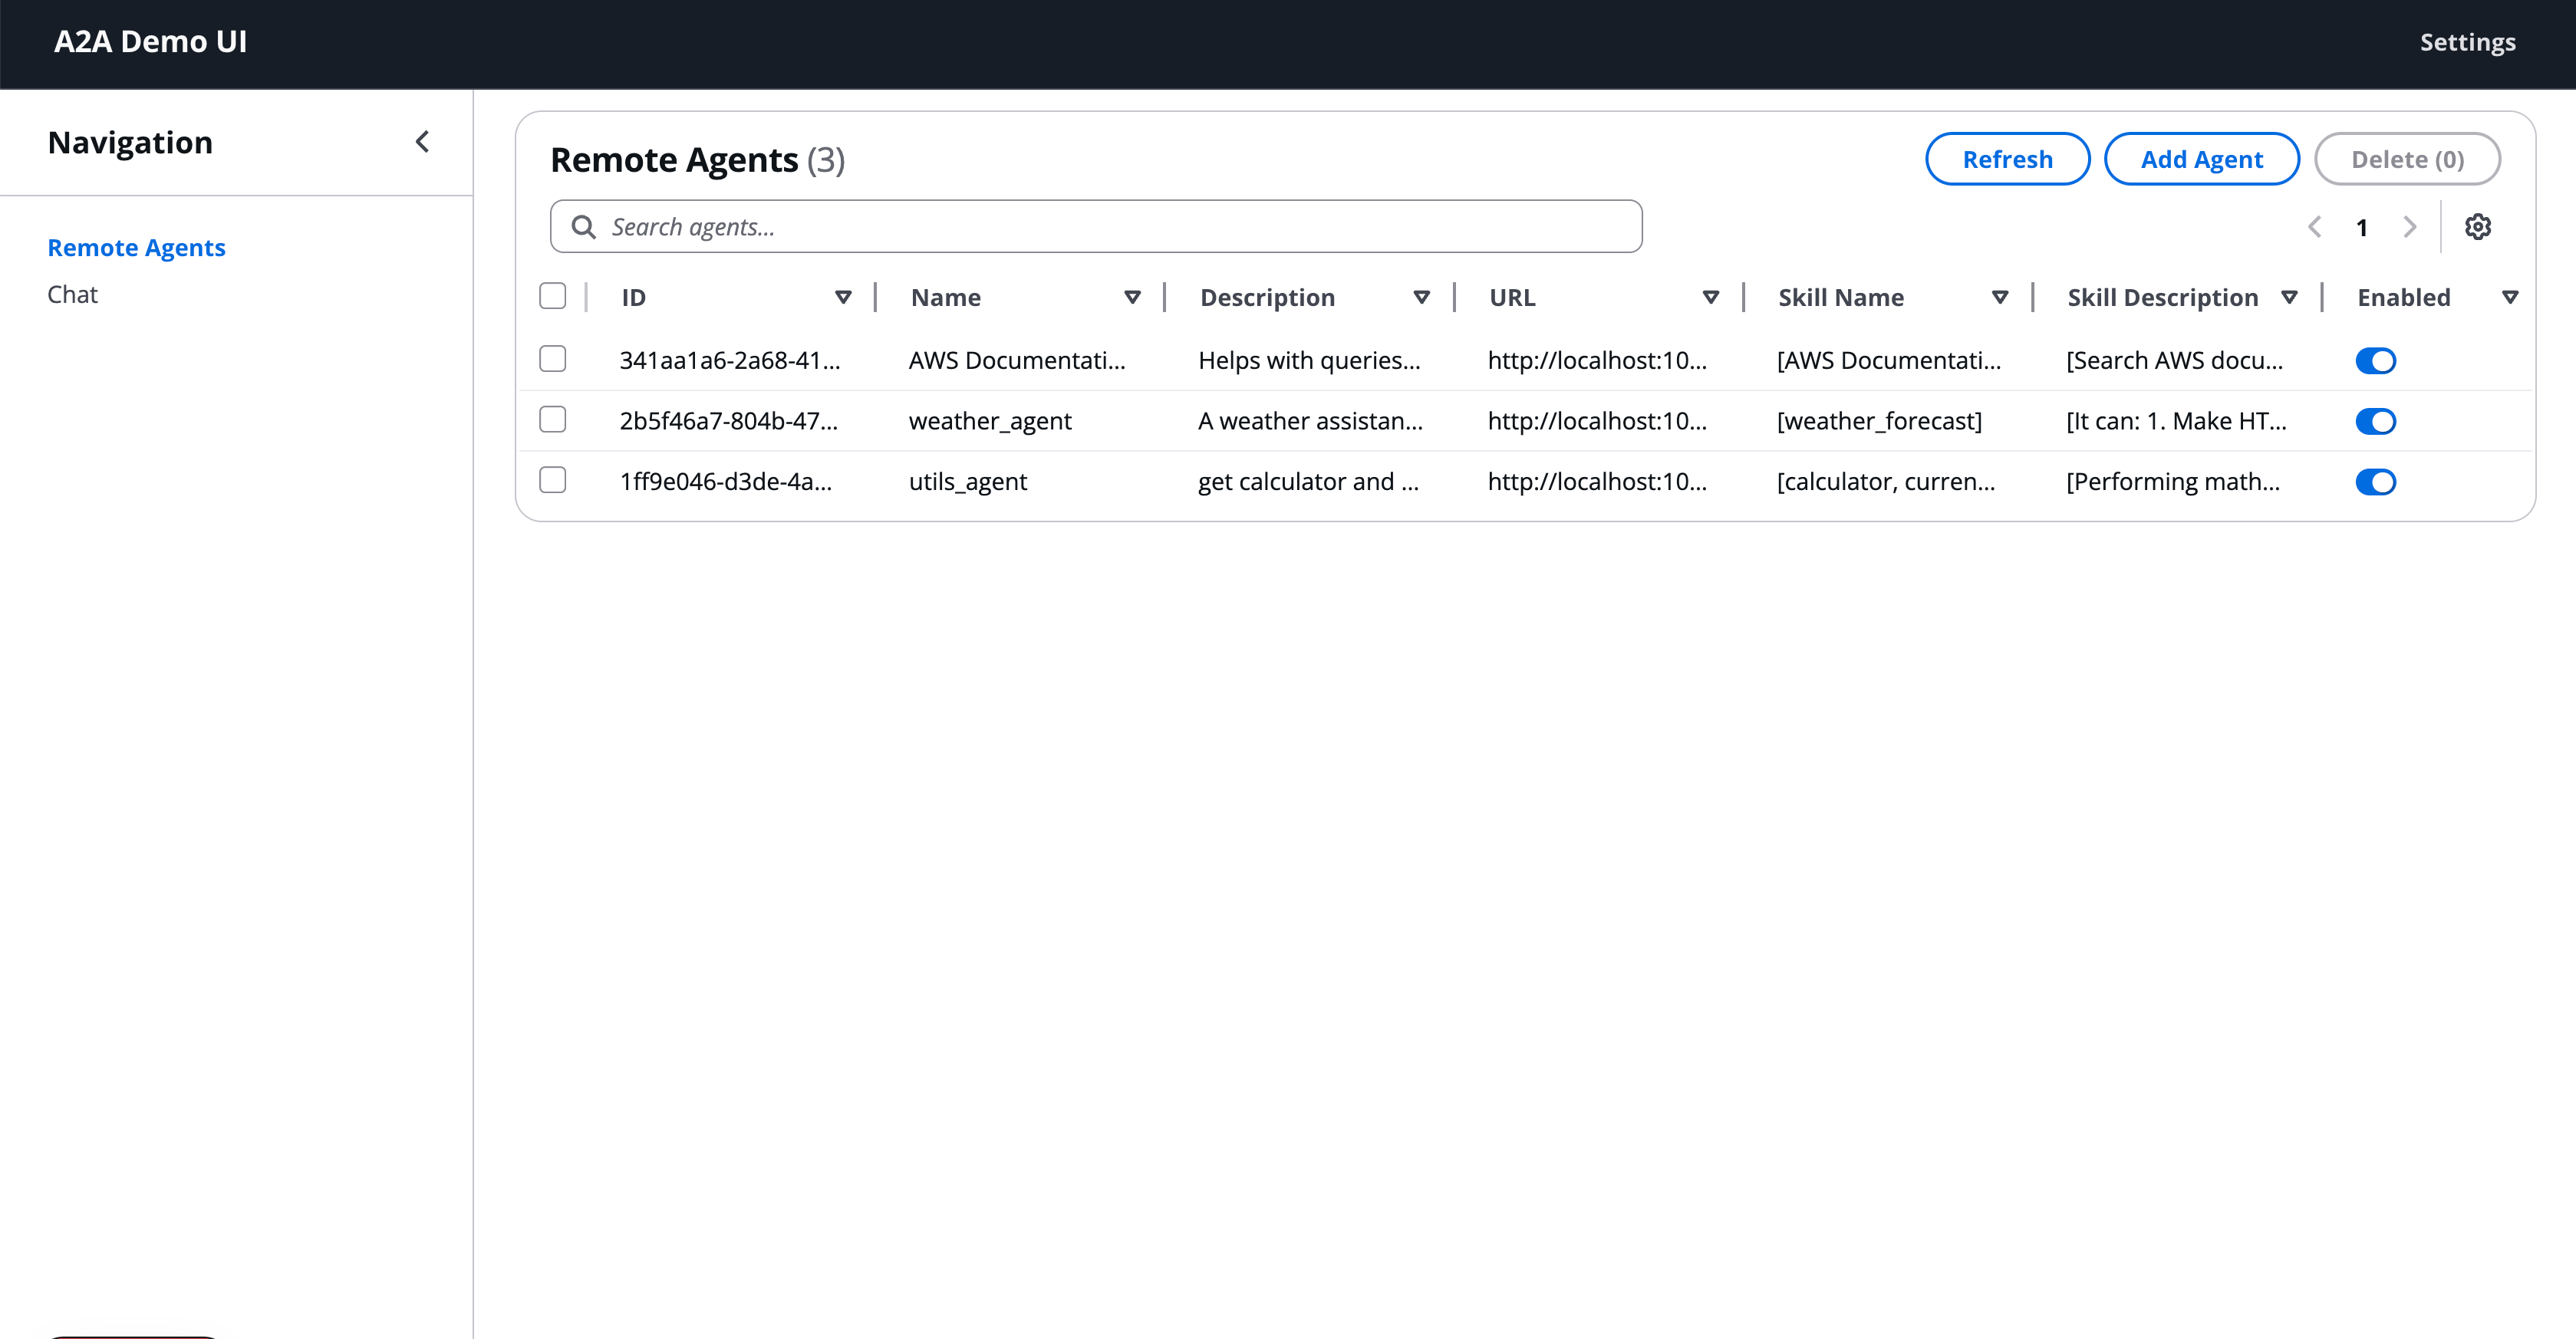 A2A Demo UI
Settings
Navigation
Remote Agents
Chat
Remote Agents (3)
Refresh
Add Agent
Delete (0)
Search agents...
1
ID Name Description URL Skill Name Skill Description Enabled
341aa1a6-2a68-41... AWS Documentati... Helps with queries... http://localhost:10... [AWS Documentati... [Search AWS docu...
2b5f46a7-804b-47... weather_agent A weather assistan... http://localhost:10... [weather_forecast] [It can: 1. Make HT...
1ff9e046-d3de-4a... utils_agent get calculator and ... http://localhost:10... [calculator, curren... [Performing math...